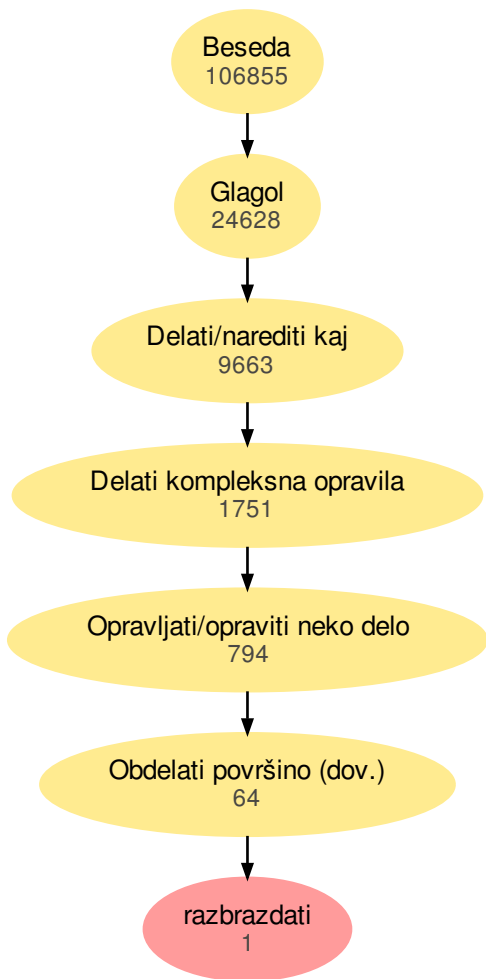 Beseda
106855
Glagol
24628
Delati/narediti kaj
9663
Delati kompleksna opravila
1751
Opravljati/opraviti neko delo
794
Obdelati površino (dov.)
64
razbrazdati
1